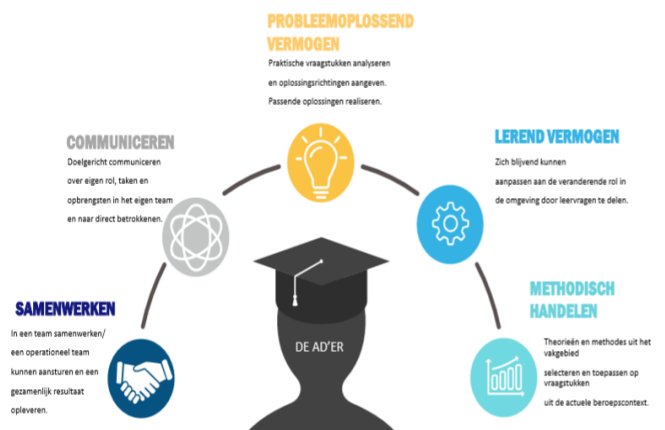 PROBLEEMOPLOSSEND
VERMOGEN
Praktische vraagstukken analyseren
en oplossingsrichtingen aangeven.
Passende oplossingen realiseren.
COMMUNICEREN
Doelgericht communiceren
over eigen rol, taken en
opbrengsten in het eigen team
en naar direct betrokkenen.
LEREND VERMOGEN
Zich blijvend kunnen
aanpassen aan de veranderende rol in
de omgeving door leervragen te delen.
SAMENWERKEN
In een team samenwerken/
een operationeel team
kunnen aansturen en een
gezamenlijk resultaat
opleveren.
METHODISCH
HANDELEN
Theorieën en methodes uit het
vakgebied
selecteren en toepassen op
vraagstukken
uit de actuele beroepscontext.
DE AD'ER